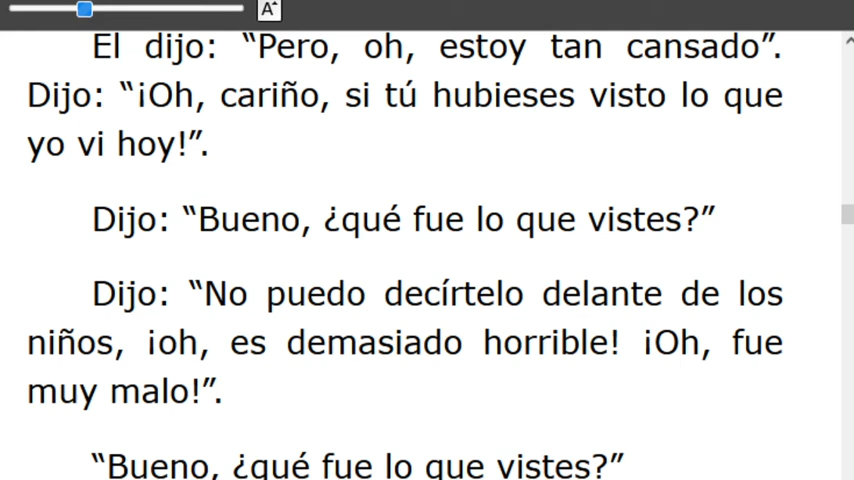 A
El dijo: “Pero, oh, estoy tan cansado”.
Dijo: “¡Oh, cariño, si tú hubieses visto lo que
yo vi hoy!”.
Dijo: “Bueno, ¿qué fue lo que vistes?”
Dijo: “No puedo decírtelo delante de los
niños, ¡oh, es demasiado horrible! ¡Oh, fue
muy malo!”.
“Bueno, ¿qué fue lo que vistes?”